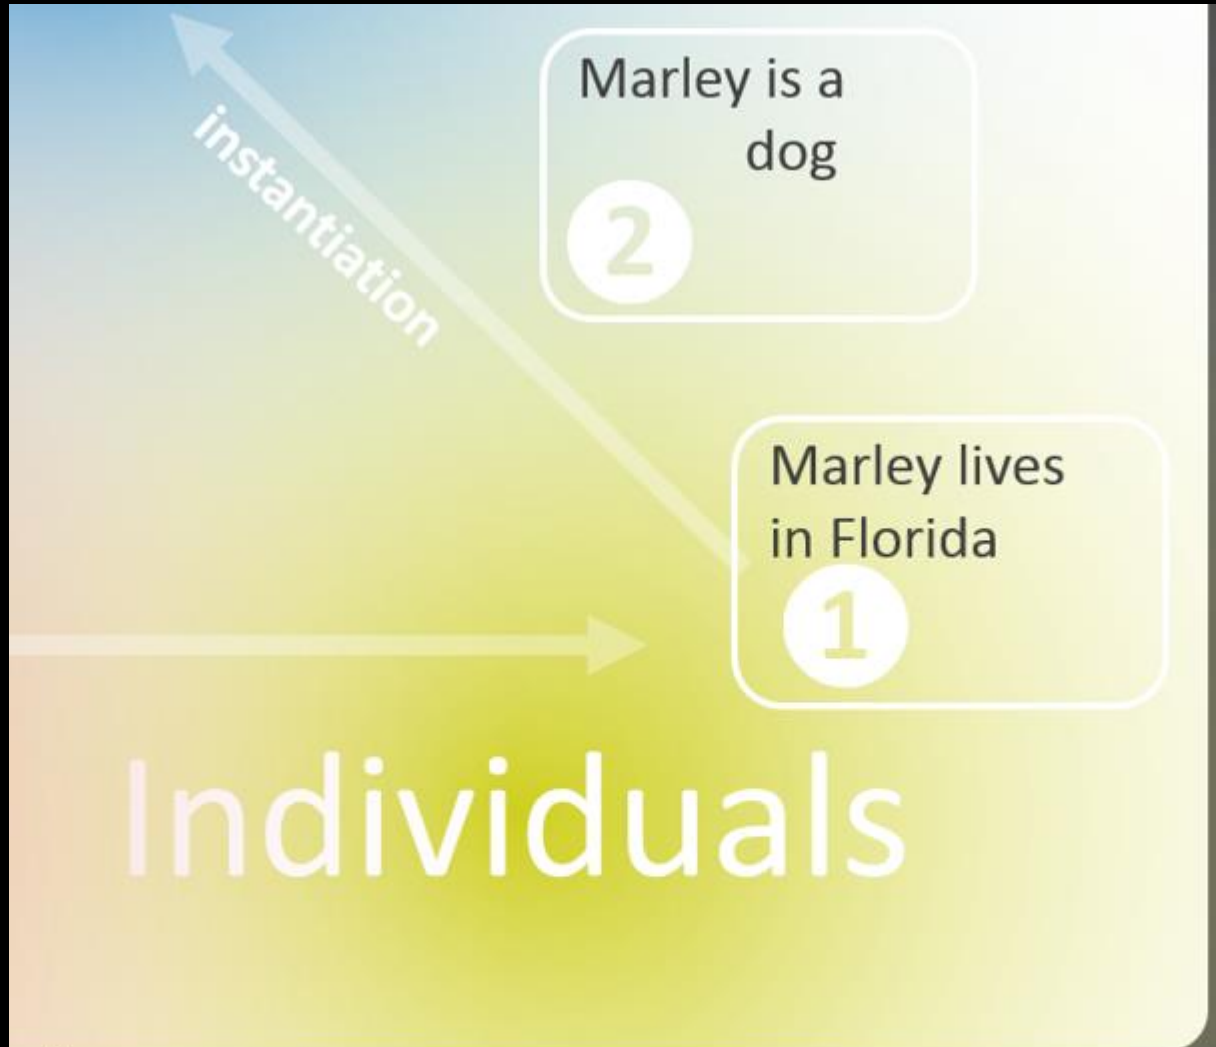 Marley is a
dog
2
instantiation
Marley lives
in Florida
1
Individuals